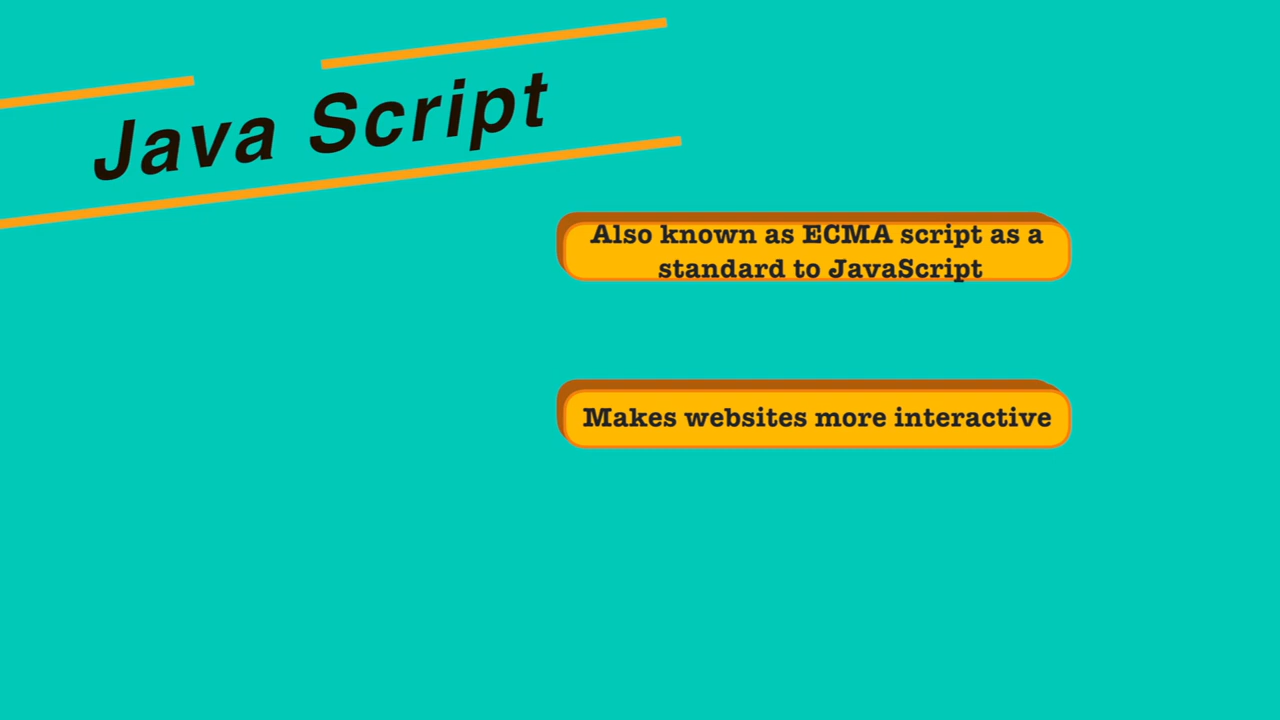 Java Script
Also known as ECMA script as a
standard to JavaScript
Makes websites more interactive